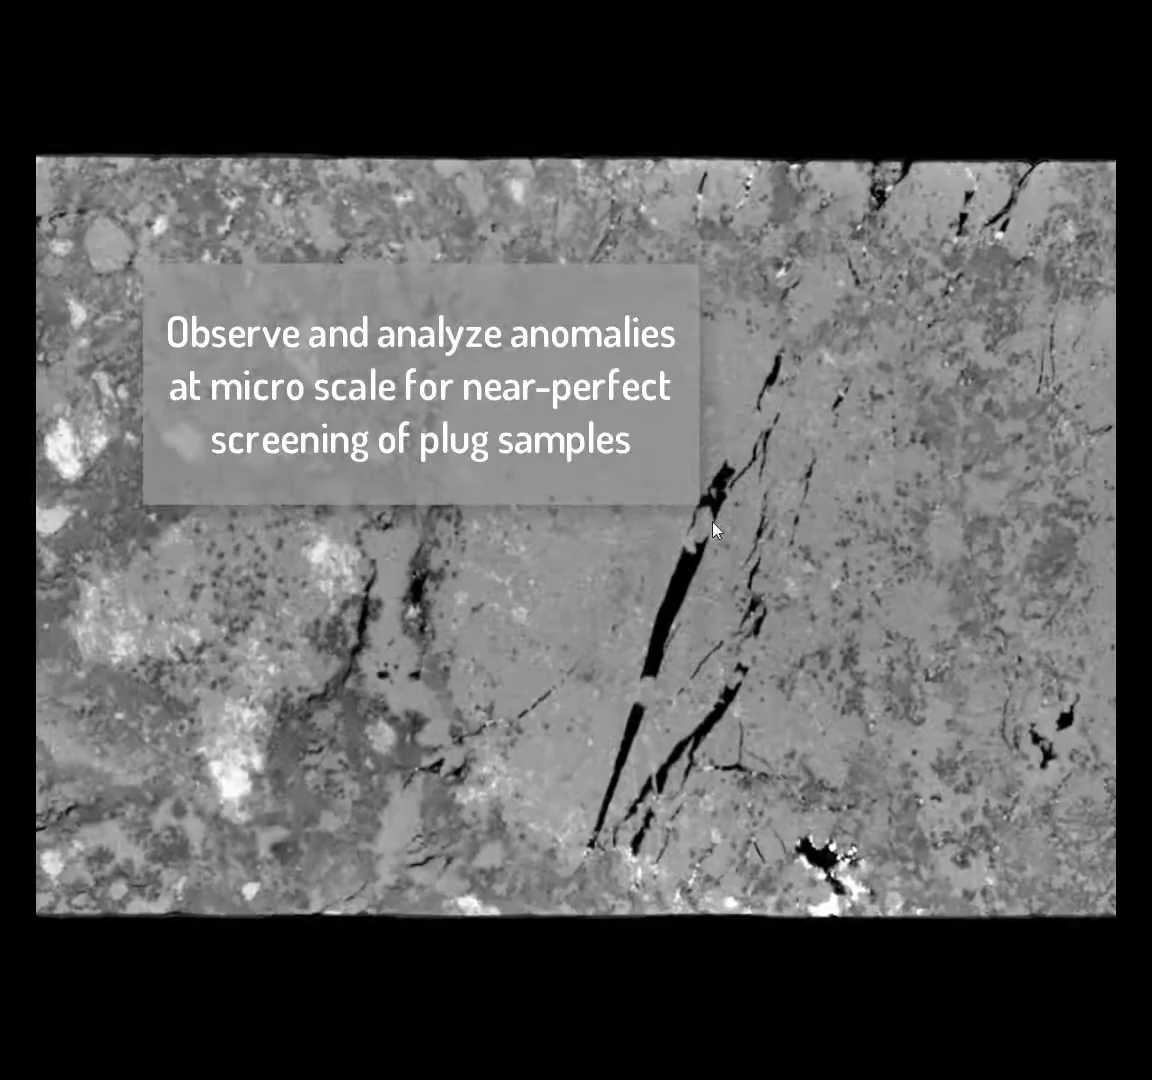 Observe and analyze anomalies
at micro scale for near-perfect
screening of plug samples